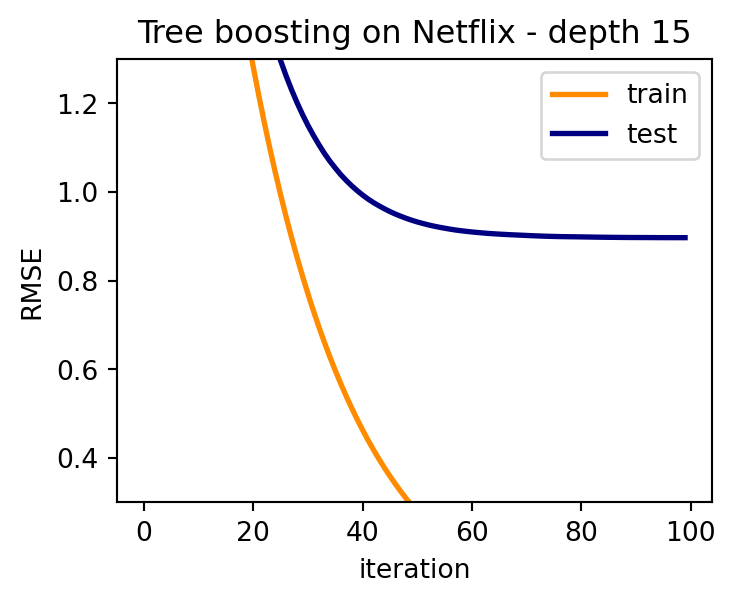 Tree boosting on Netflix - depth 15
train
test
1.2
1.0
0.8
0.6
0.4
RMSE
0 20 40 60 80 100
iteration